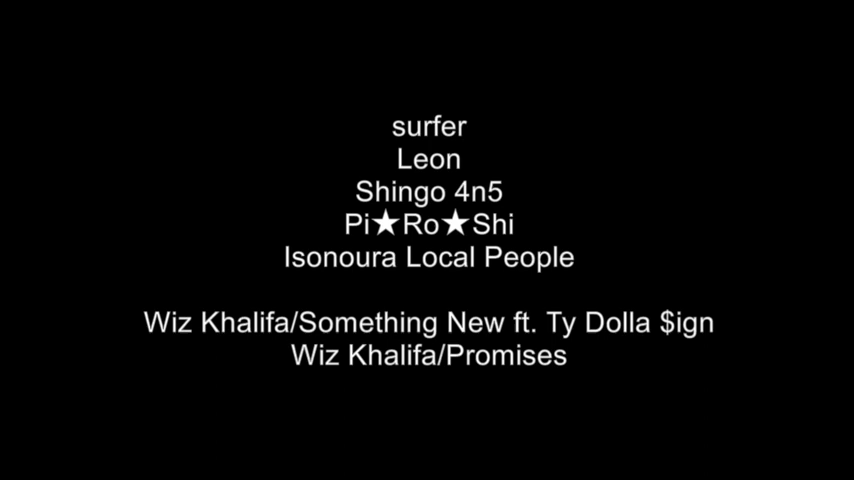 surfer
Leon
Shingo 4n5
Pi★Ro★Shi
Isonoura Local People
Wiz Khalifa/Something New ft. Ty Dolla $ign
Wiz Khalifa/Promises